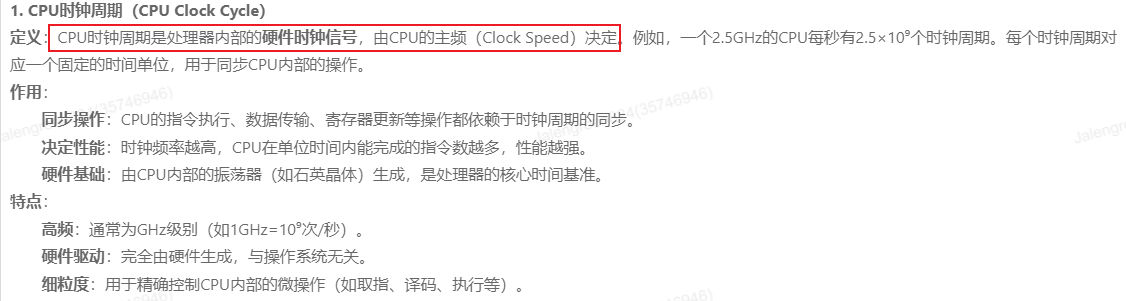 1. CPU时钟周期（CPU Clock Cycle）
定义：CPU时钟周期是处理器内部的硬件时钟信号，由CPU的主频（Clock Speed）决定。例如，一个2.5GHz的CPU每秒有2.5×10⁹个时钟周期。每个时钟周期对
应一个固定的时间单位，用于同步CPU内部的操作。
作用：
同步操作：CPU的指令执行、数据传输、寄存器更新等操作都依赖于时钟周期的同步。
决定性能：时钟频率越高，CPU在单位时间内能完成的指令数越多，性能越强。
硬件基础：由CPU内部的振荡器（如石英晶体）生成，是处理器的核心时间基准。
特点：
高频：通常为GHz级别（如1GHz=10⁹次/秒）。
硬件驱动：完全由硬件生成，与操作系统无关。
细粒度：用于精确控制CPU内部的微操作（如取指、译码、执行等）。